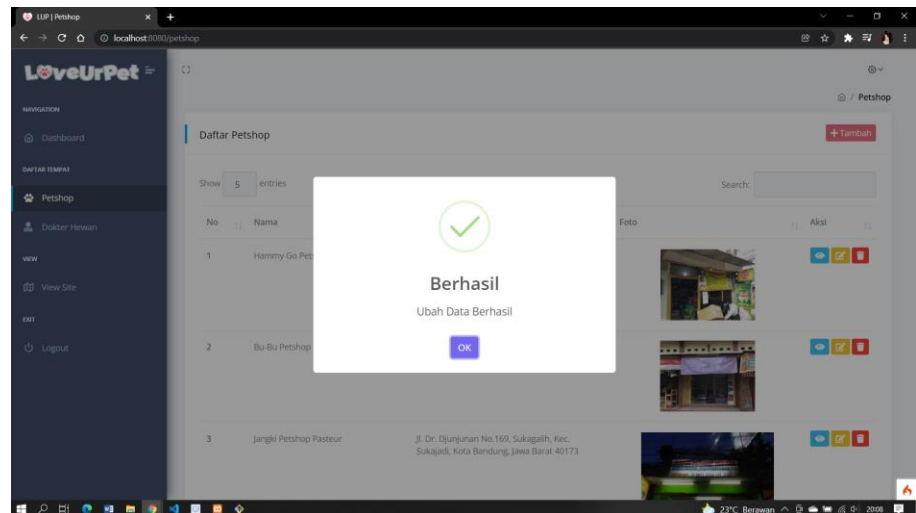 LUP | Petshop
localhost:8080/petshop
LoveUrPet
NAVIGATION
/ Petshop
Dashboard
Daftar Petshop
Tambah
DAFTAR TEMPAT
Show 5 entries
Search:
Petshop
No Nama Foto Aksi
Dokter Hewan
1 Hammy Go Pet
VIEW
Berhasil
View Site
Ubah Data Berhasil
EXIT
Logout
2 Bu-Bu Petshop
OK
3 Jangki Petshop Pasteur Jl. Dr. Djunjunan No.169, Sukagalih, Kec.
Sukajadi, Kota Bandung, Jawa Barat 40173
23°C Berawan 20:08